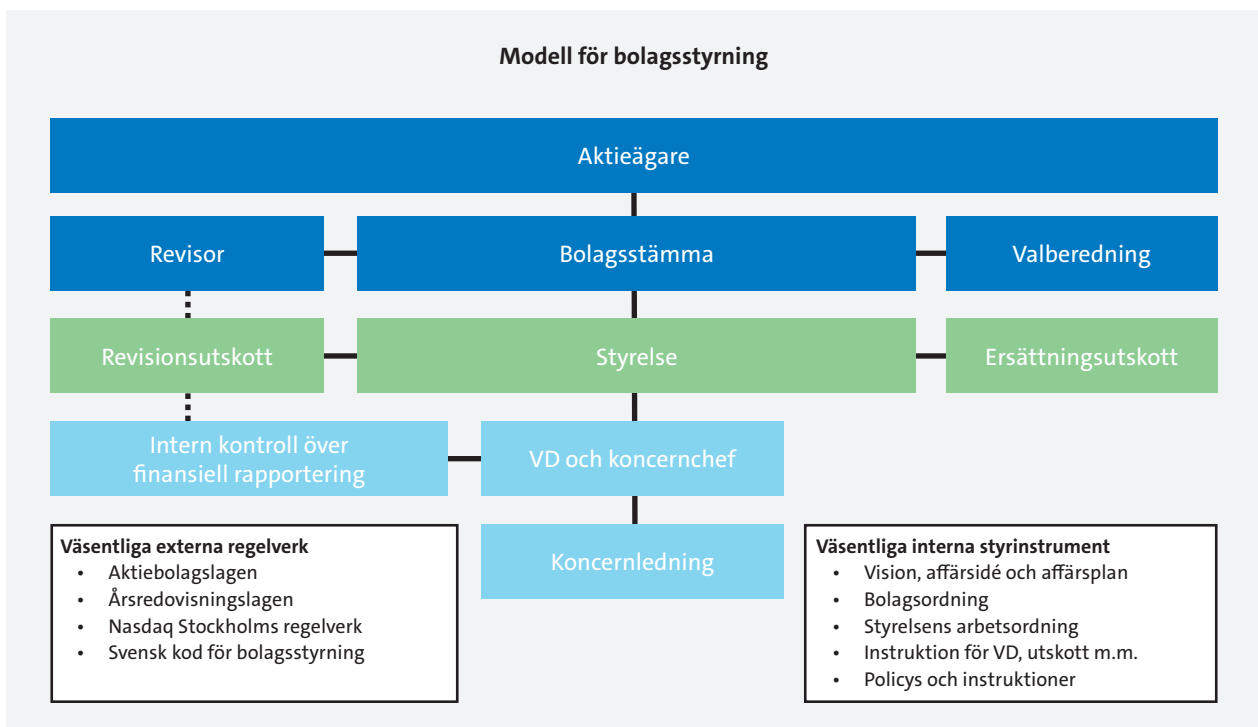 Modell för bolagsstyrning
Aktieägare
Revisor
Bolagsstämma
Valberedning
Revisionsutskott
Styrelse
Ersättningsutskott
Intern kontroll över
finansiell rapportering
VD och koncernchef
Koncernledning
Väsentliga externa regelverk
• Aktiebolagslagen
• Årsredovisningslagen
• Nasdaq Stockholms regelverk
• Svensk kod för bolagsstyrning
Väsentliga interna styrinstrument
• Vision, affärsidé och affärsplan
• Bolagsordning
• Styrelsens arbetsordning
• Instruktion för VD, utskott m.m.
• Policys och instruktioner